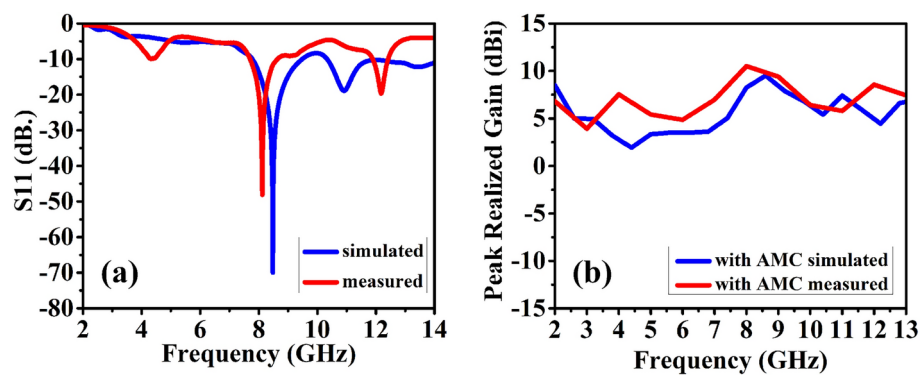 0
-10
-20
-30
-40
-50
-60
-70
-80
S11 (dB.)
simulated
measured
(a)
2 4 6 8 10 12 14
Frequency (GHz)
15
10
5
0
-5
-10
-15
Peak Realized Gain (dBi)
with AMC simulated
with AMC measured
(b)
2 3 4 5 6 7 8 9 10 11 12 13
Frequency (GHz)